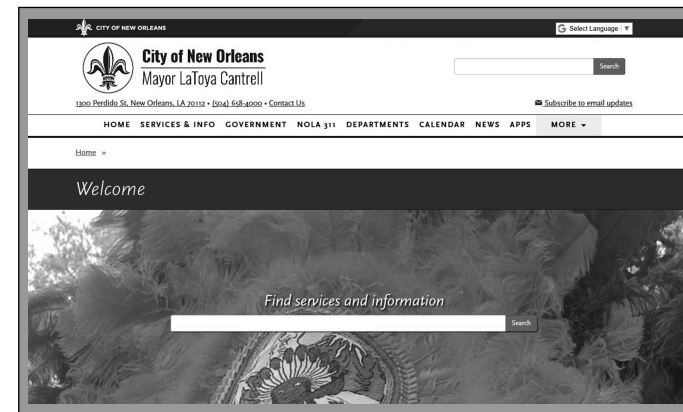 CITY OF NEW ORLEANS
Select Language ▼
City of New Orleans
Mayor LaToya Cantrell
Search
1300 Perdido St, New Orleans, LA 70112 • (504) 658-4000 • Contact Us
Subscribe to email updates
HOME SERVICES & INFO GOVERNMENT NOLA 311 DEPARTMENTS CALENDAR NEWS APPS MORE
Home »
Welcome
Find services and information
Search